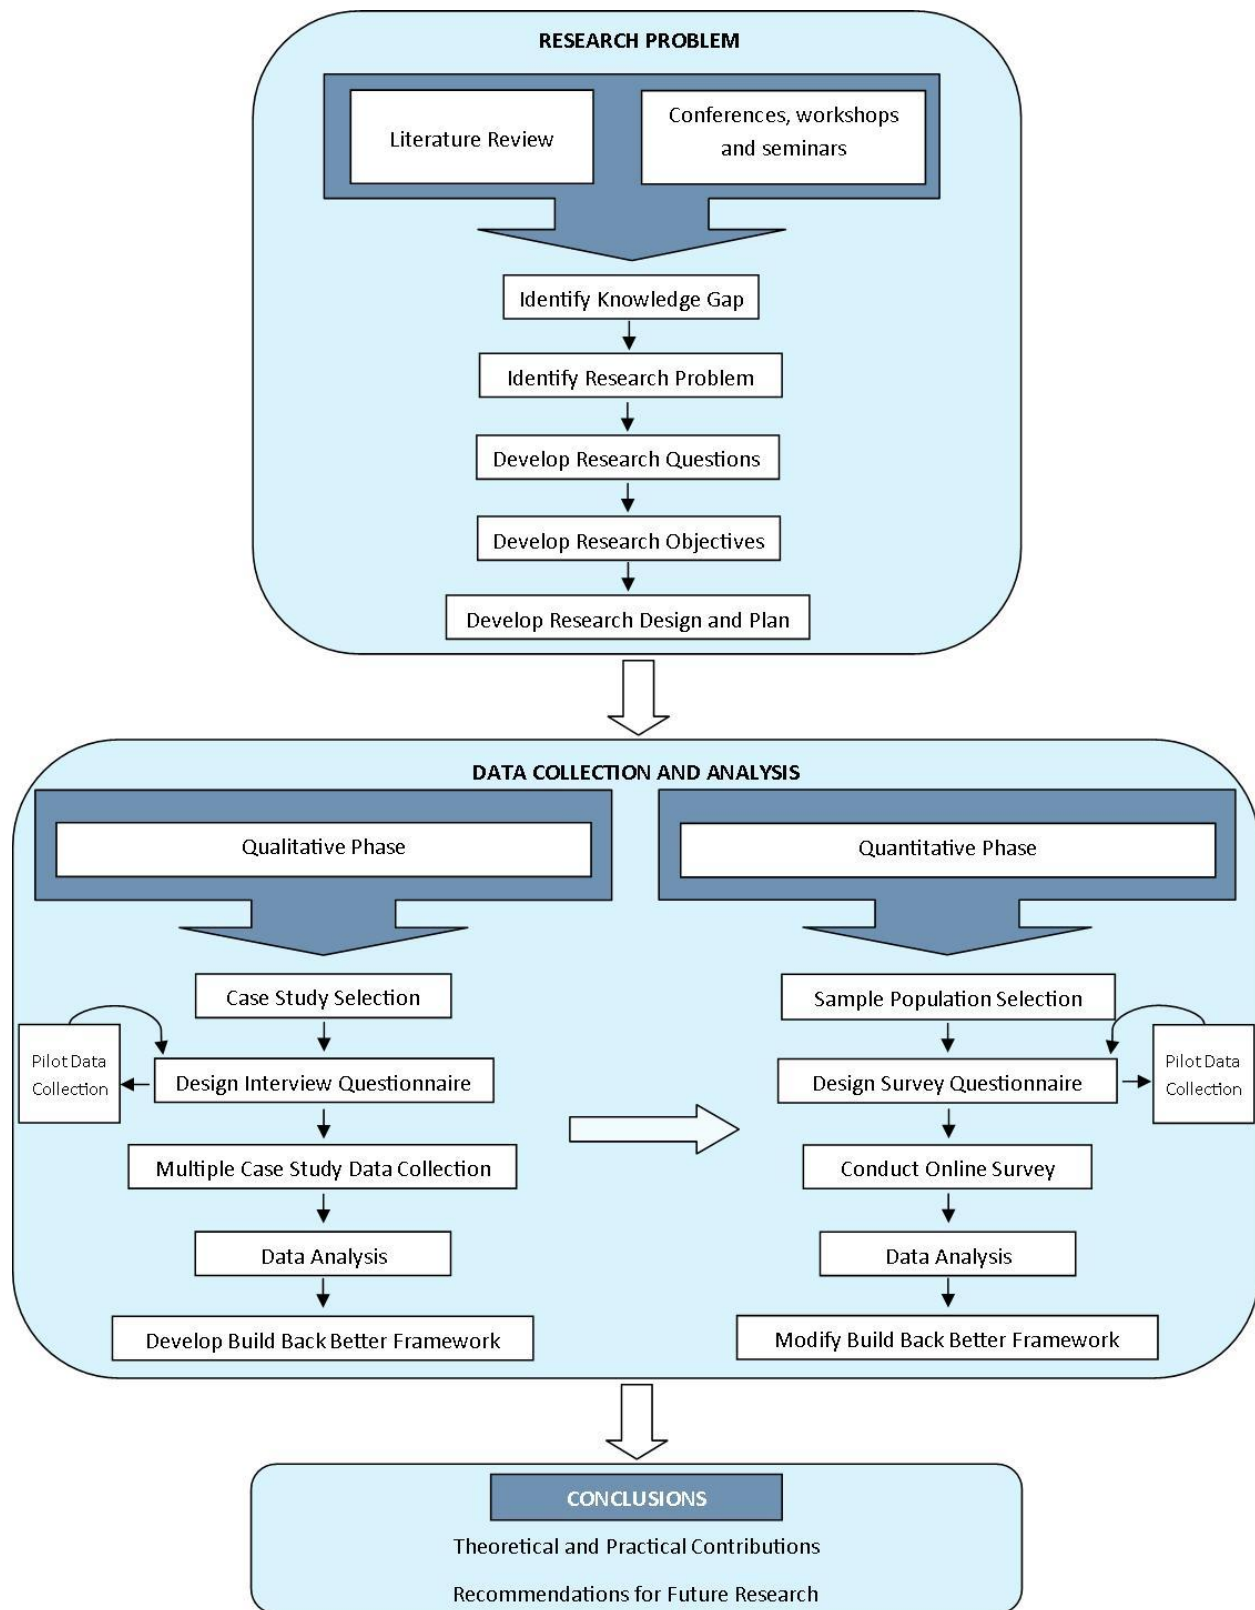 RESEARCH PROBLEM
Literature Review
Conferences, workshops
and seminars
Identify Knowledge Gap
Identify Research Problem
Develop Research Questions
Develop Research Objectives
Develop Research Design and Plan
DATA COLLECTION AND ANALYSIS
Qualitative Phase
Case Study Selection
Pilot Data
Collection
Design Interview Questionnaire
Multiple Case Study Data Collection
Data Analysis
Develop Build Back Better Framework
Quantitative Phase
Sample Population Selection
Design Survey Questionnaire
Pilot Data
Collection
Conduct Online Survey
Data Analysis
Modify Build Back Better Framework
CONCLUSIONS
Theoretical and Practical Contributions
Recommendations for Future Research